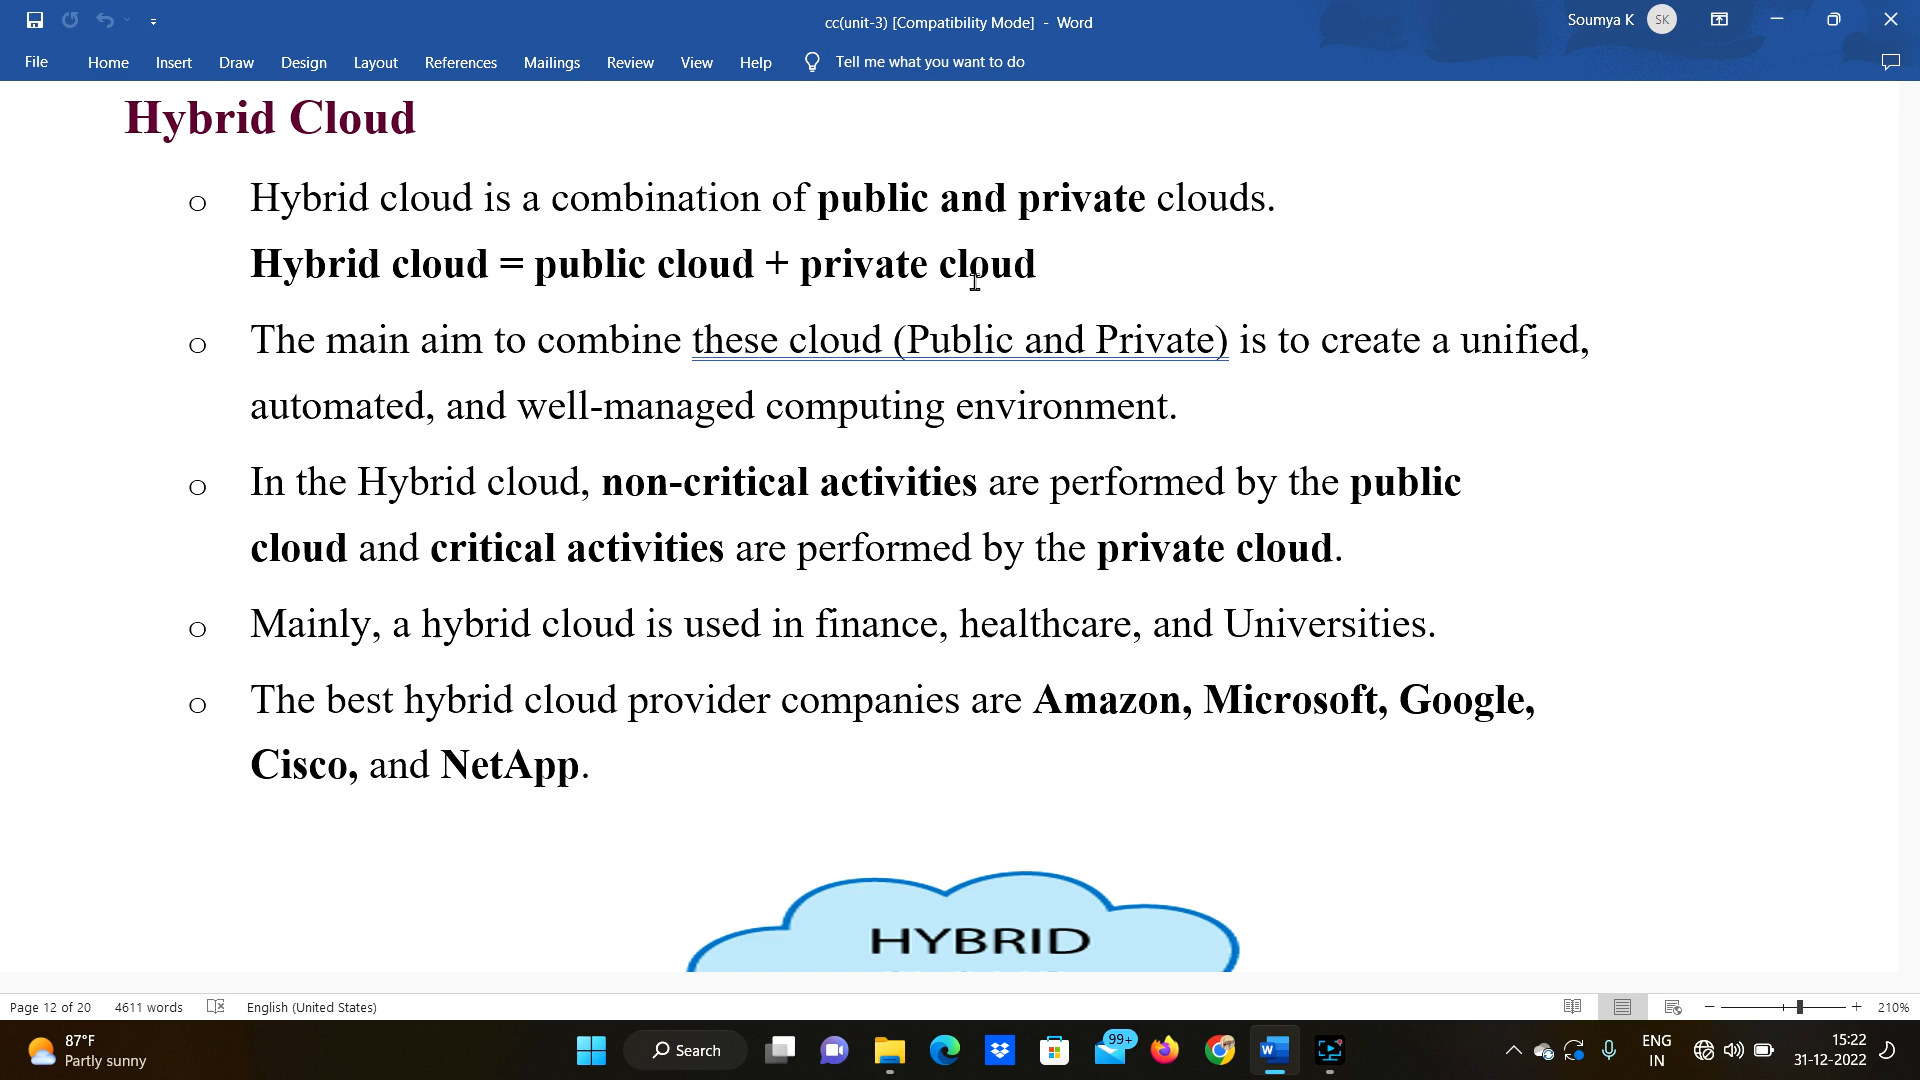 cc(unit-3) [Compatibility Mode] - Word
Soumya K
SK
File Home Insert Draw Design Layout References Mailings Review View Help Tell me what you want to do
Hybrid Cloud
o Hybrid cloud is a combination of public and private clouds.
Hybrid cloud = public cloud + private cloud
o The main aim to combine these cloud (Public and Private) is to create a unified,
automated, and well-managed computing environment.
o In the Hybrid cloud, non-critical activities are performed by the public
cloud and critical activities are performed by the private cloud.
o Mainly, a hybrid cloud is used in finance, healthcare, and Universities.
o The best hybrid cloud provider companies are Amazon, Microsoft, Google,
Cisco, and NetApp.
HYBRID
Page 12 of 20 4611 words English (United States) 210%
87°F
Partly sunny
Search
99+
ENG
IN
15:22
31-12-2022